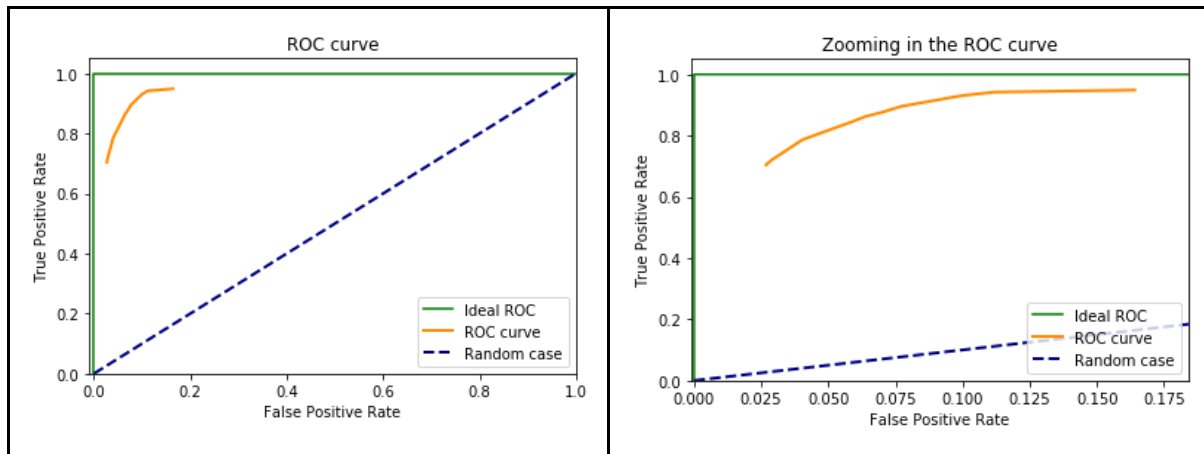 ROC curve
True Positive Rate
1.0
0.8
0.6
0.4
0.2
0.0
0.0 0.2 0.4 0.6 0.8 1.0
False Positive Rate
Ideal ROC
ROC curve
Random case
Zooming in the ROC curve
True Positive Rate
1.0
0.8
0.6
0.4
0.2
0.0
0.000 0.025 0.050 0.075 0.100 0.125 0.150 0.175
False Positive Rate
Ideal ROC
ROC curve
Random case